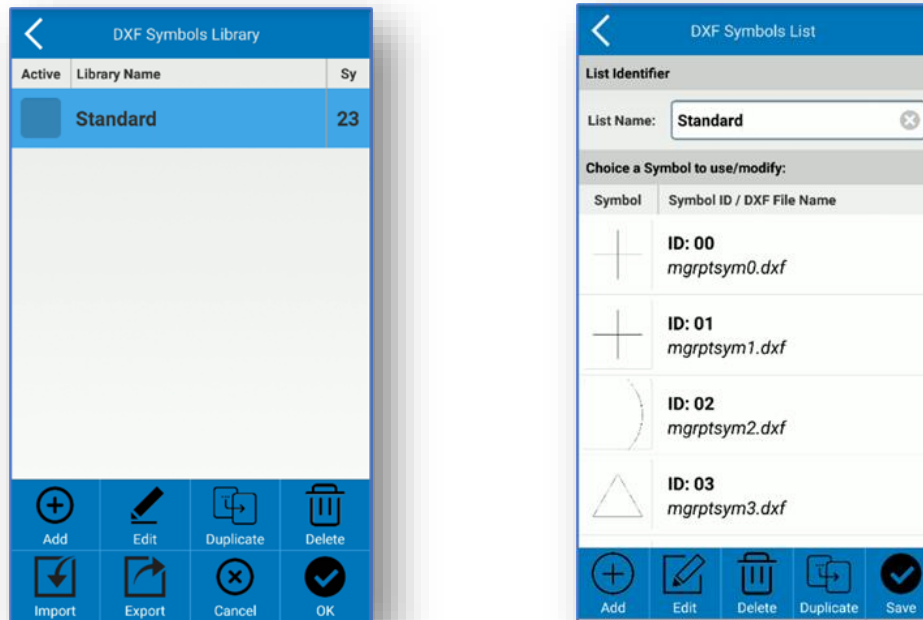 DXF Symbols Library
Active Library Name Sy
Standard 23
Add Edit Duplicate Delete
Import Export Cancel OK
DXF Symbols List
List Identifier
List Name: Standard
Choice a Symbol to use/modify:
Symbol Symbol ID / DXF File Name
ID: 00
mgrptsym0.dxf
ID: 01
mgrptsym1.dxf
ID: 02
mgrptsym2.dxf
ID: 03
mgrptsym3.dxf
Add Edit Delete Duplicate Save